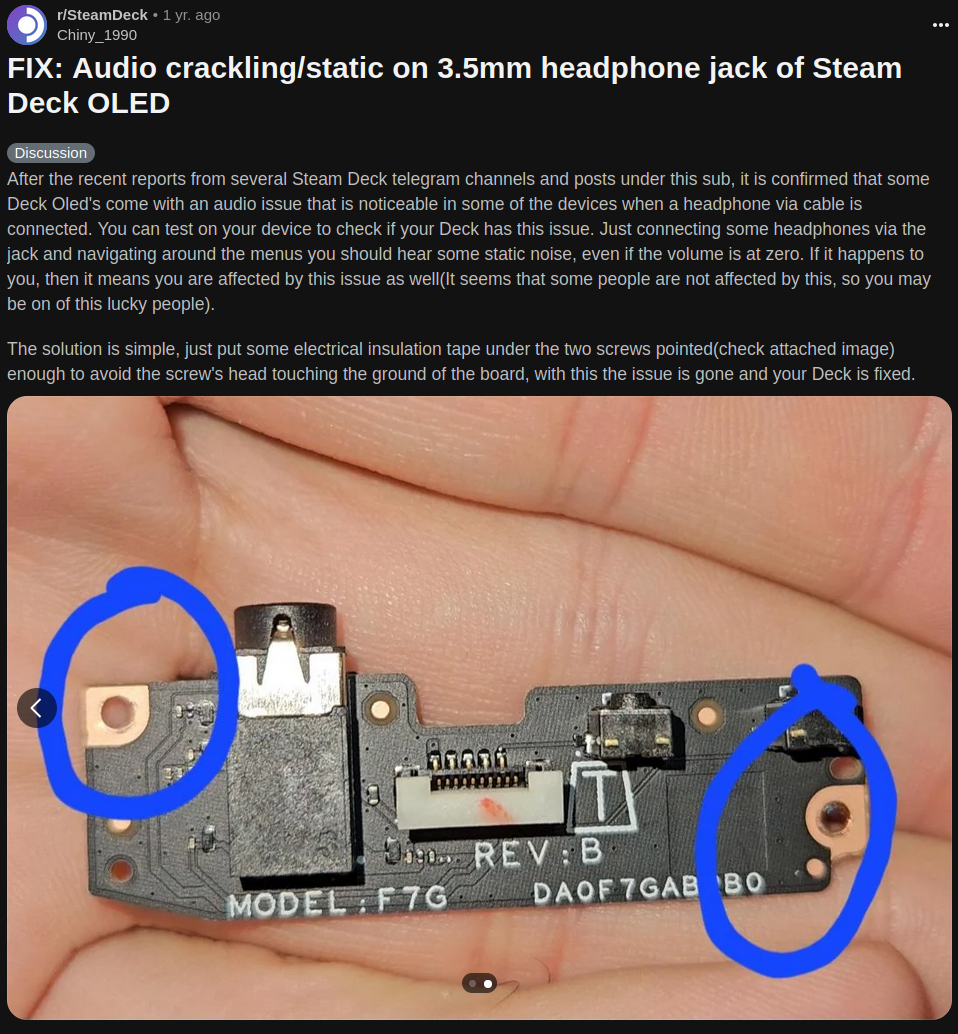 r/SteamDeck • 1 yr. ago
Chiny_1990
FIX: Audio crackling/static on 3.5mm headphone jack of Steam
Deck OLED
Discussion
After the recent reports from several Steam Deck telegram channels and posts under this sub, it is confirmed that some
Deck Oled's come with an audio issue that is noticeable in some of the devices when a headphone via cable is
connected. You can test on your device to check if your Deck has this issue. Just connecting some headphones via the
jack and navigating around the menus you should hear some static noise, even if the volume is at zero. If it happens to
you, then it means you are affected by this issue as well(It seems that some people are not affected by this, so you may
be on of this lucky people).
The solution is simple, just put some electrical insulation tape under the two screws pointed(check attached image)
enough to avoid the screw's head touching the ground of the board, with this the issue is gone and your Deck is fixed.
T
REV:B
MODEL:F7G